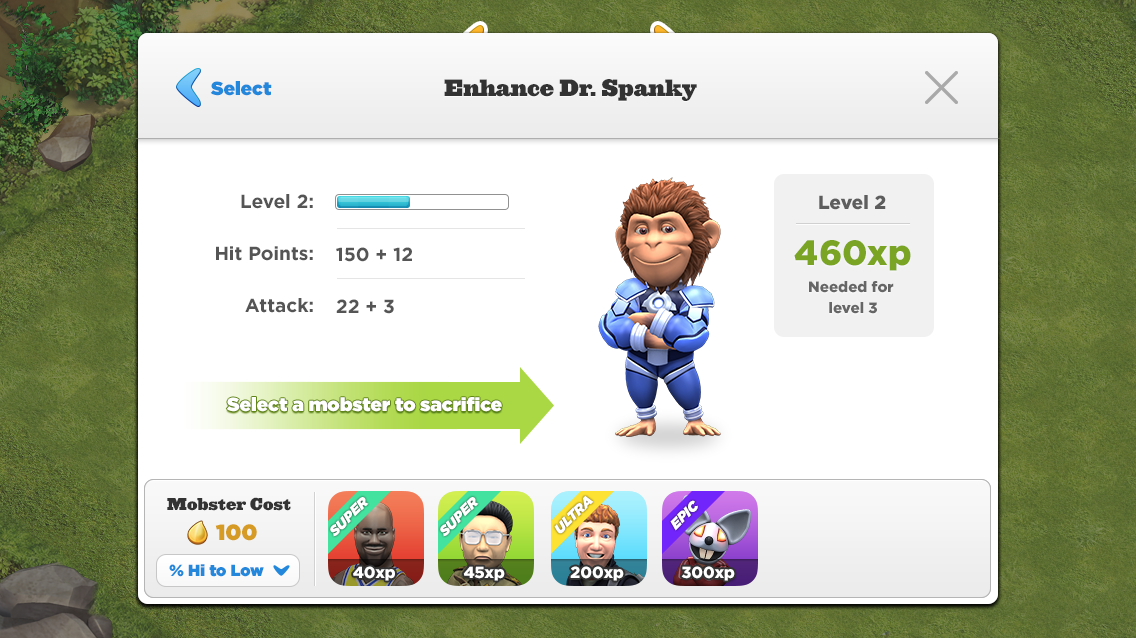 Select
Enhance Dr. Spanky
Level 2:
Hit Points: 150 + 12
Attack: 22 + 3
Level 2
460xp
Needed for
level 3
Select a mobster to sacrifice
Mobster Cost
100
% Hi to Low
SUPER
40xp
SUPER
45xp
ULTRA
200xp
EPIC
300xp